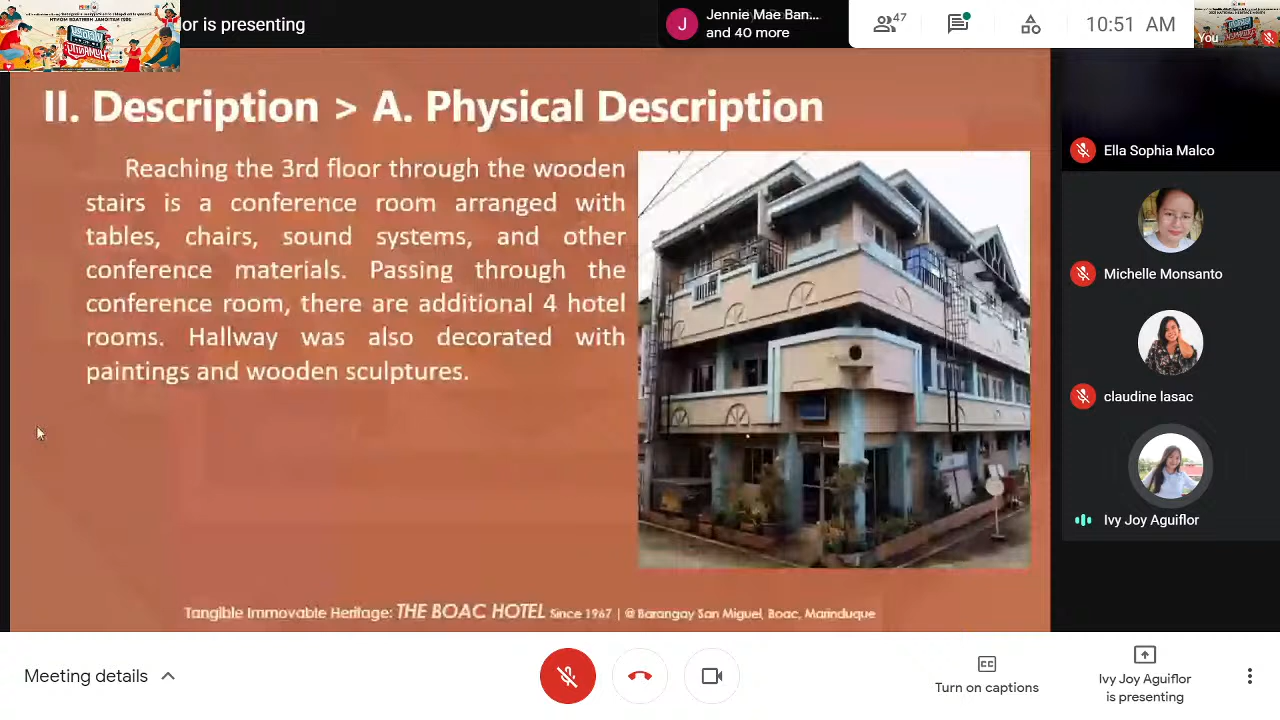 or is presenting
Jennie Mae Ban...
and 40 more
J
47
10:51 AM
You
II. Description > A. Physical Description
Reaching the 3rd floor through the wooden
stairs is a conference room arranged with
tables, chairs, sound systems, and other
conference materials. Passing through the
conference room, there are additional 4 hotel
rooms. Hallway was also decorated with
paintings and wooden sculptures.
Tangible Immovable Heritage: THE BOAC HOTEL Since 1967 | @ Barangay San Miguel, Boac, Marinduque
Ella Sophia Malco
Michelle Monsanto
claudine lasac
Ivy Joy Aguiflor
Meeting details
Turn on captions
Ivy Joy Aguiflor
is presenting